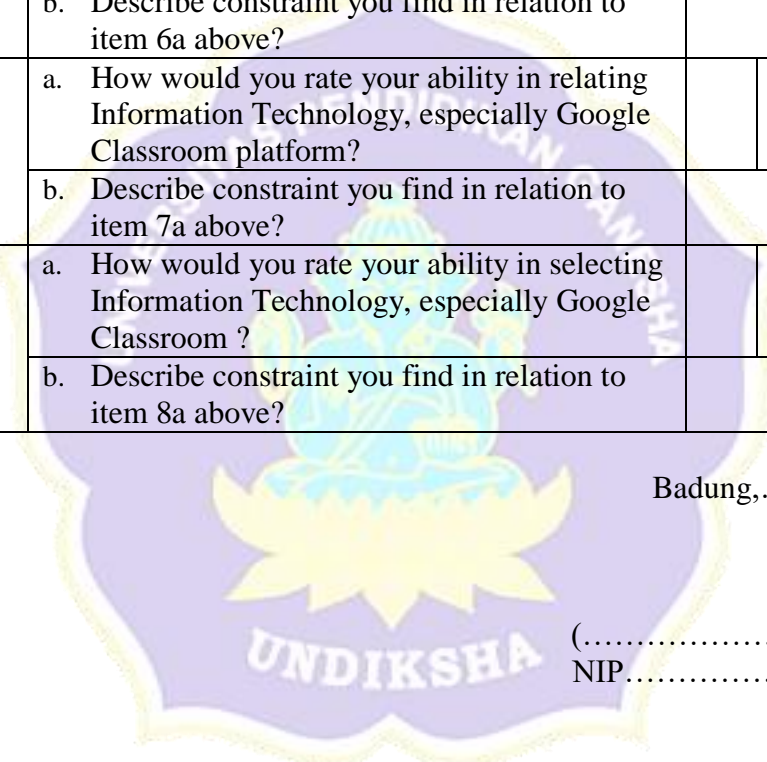 b. Describe constraint you find in relation to
item 6a above?
a. How would you rate your ability in relating
Information Technology, especially Google
Classroom platform?
b. Describe constraint you find in relation to
item 7a above?
a. How would you rate your ability in selecting
Information Technology, especially Google
Classroom ?
b. Describe constraint you find in relation to
item 8a above?
Badung,.
(………………
NIP……………
UNIVERSITAS PENDIDIKAN GANESHA
UNDIKSHA